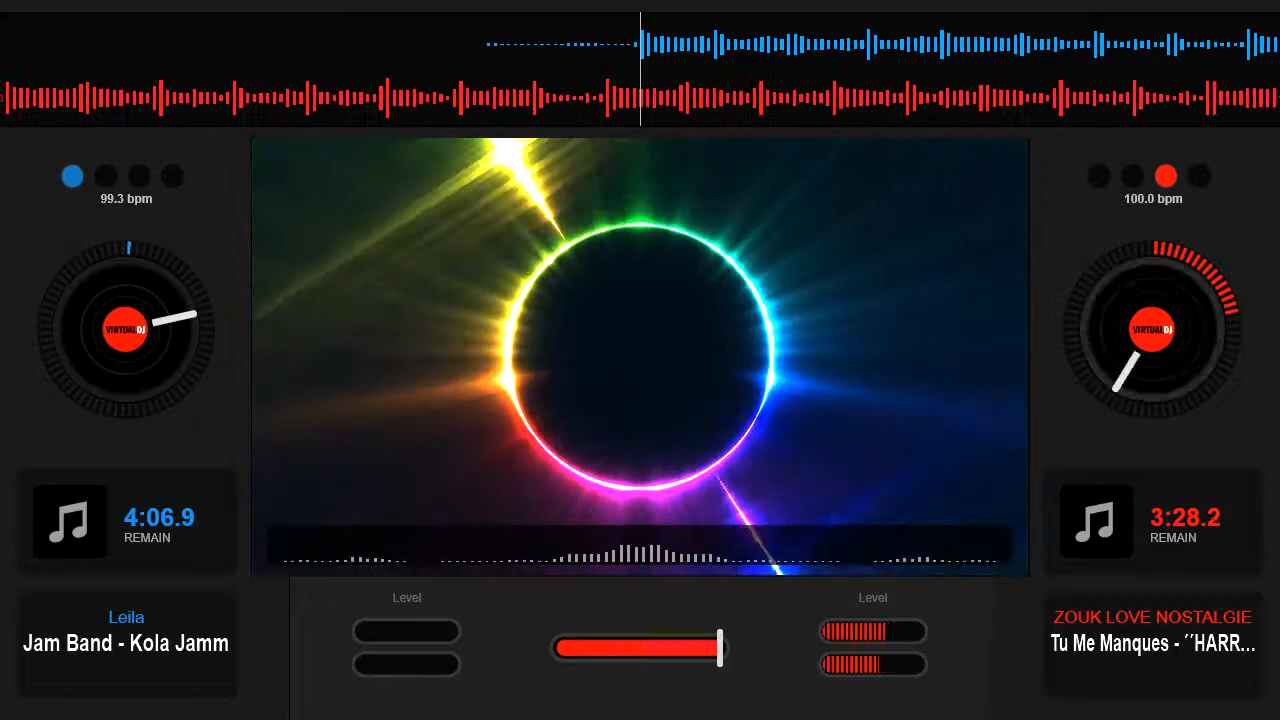 99.3 bpm
100.0 bpm
VIRTUALDJ
VIRTUALDJ
4:06.9
REMAIN
3:28.2
REMAIN
Level
Level
Leila
Jam Band - Kola Jamm
ZOUK LOVE NOSTALGIE
Tu Me Manques - ´´HARR...